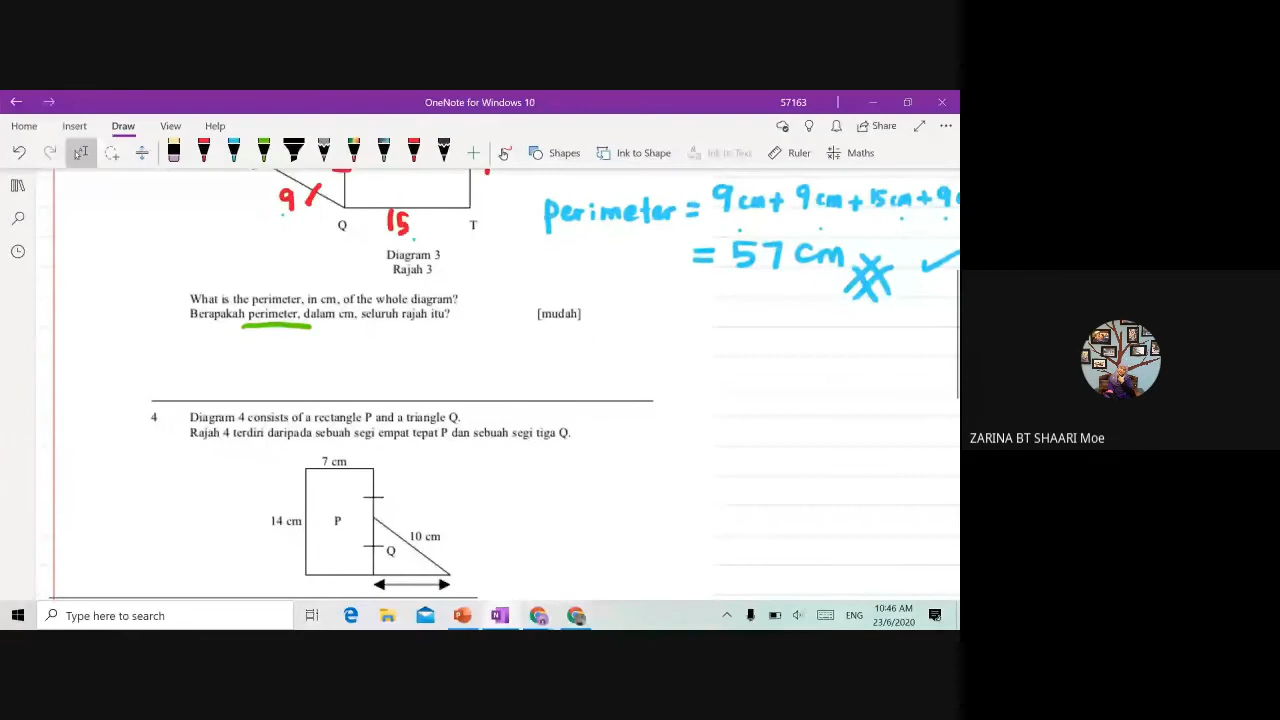 OneNote for Windows 10
57163
Home
Insert
Draw
View
Help
Share
Shapes
Ink to Shape
Ink to Text
Ruler
Maths
9
15
Q
T
perimeter = 9 cm + 9 cm + 15 cm + 9
= 57 cm
Diagram 3
Rajah 3
What is the perimeter, in cm, of the whole diagram?
Berapakah perimeter, dalam cm, seluruh rajah itu?
[mudah]
4
Diagram 4 consists of a rectangle P and a triangle Q.
Rajah 4 terdiri daripada sebuah segi empat tepat P dan sebuah segi tiga Q.
7 cm
14 cm
P
10 cm
Q
ZARINA BT SHAARI Moe
Type here to search
ENG
10:46 AM
23/6/2020